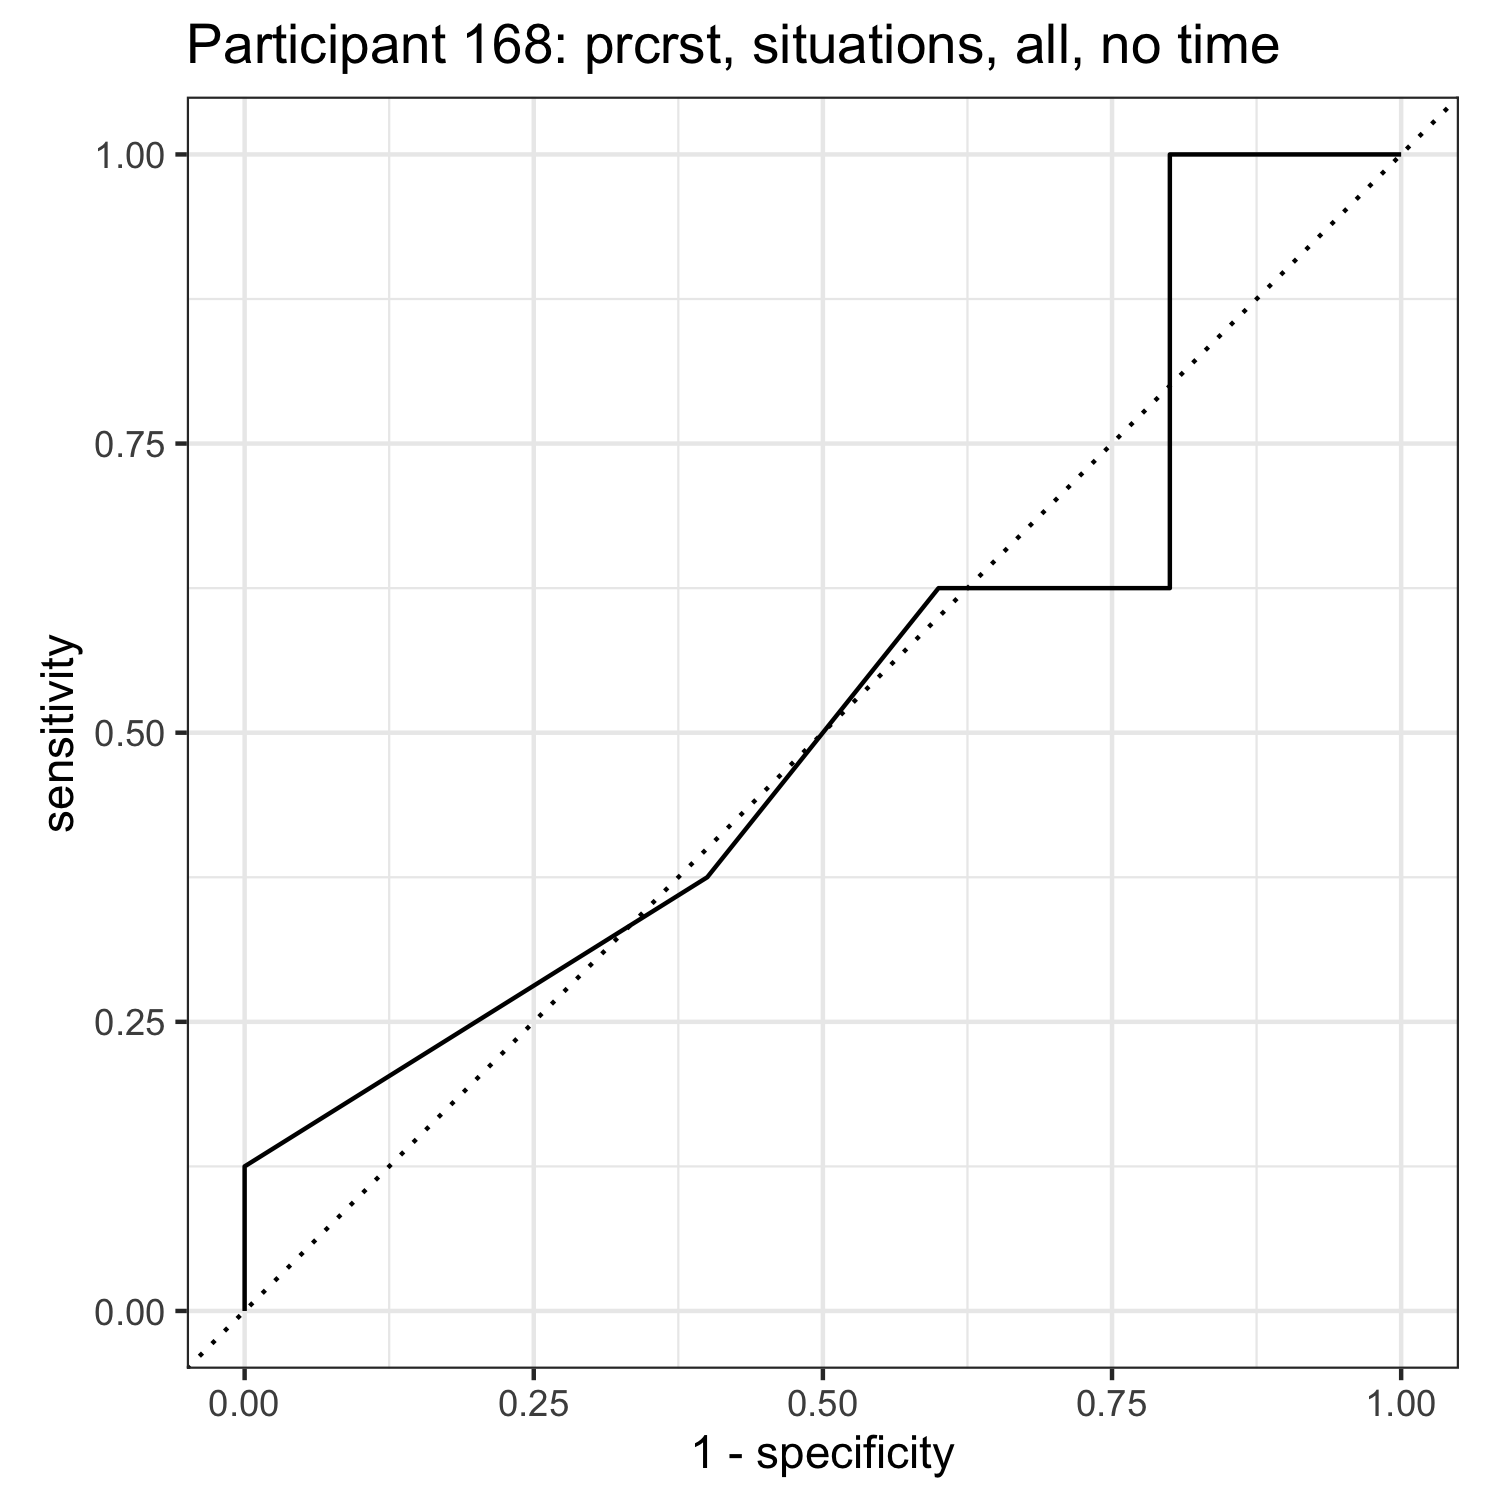 Participant 168: prcrst, situations, all, no time
1.00
0.75
0.50
0.25
0.00
sensitivity
0.00 0.25 0.50 0.75 1.00
1 - specificity